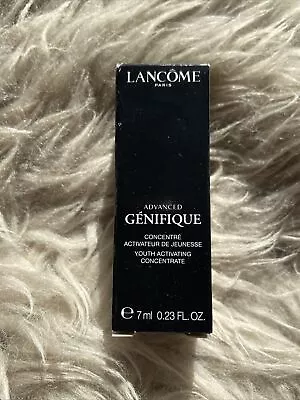 LANCÔME
PARIS
ADVANCED
GÉNIFIQUE
CONCENTRÉ
ACTIVATEUR DE JEUNESSE
YOUTH ACTIVATING
CONCENTRATE
e 7 ml 0.23 FL.OZ.